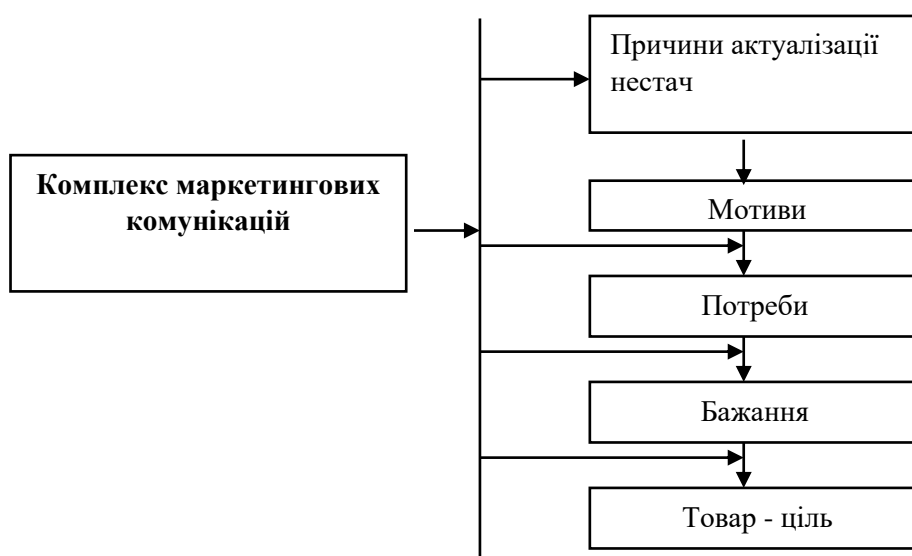 Причини актуалізації
нестач
Комплекс маркетингових
комунікацій
Мотиви
Потреби
Бажання
Товар - ціль